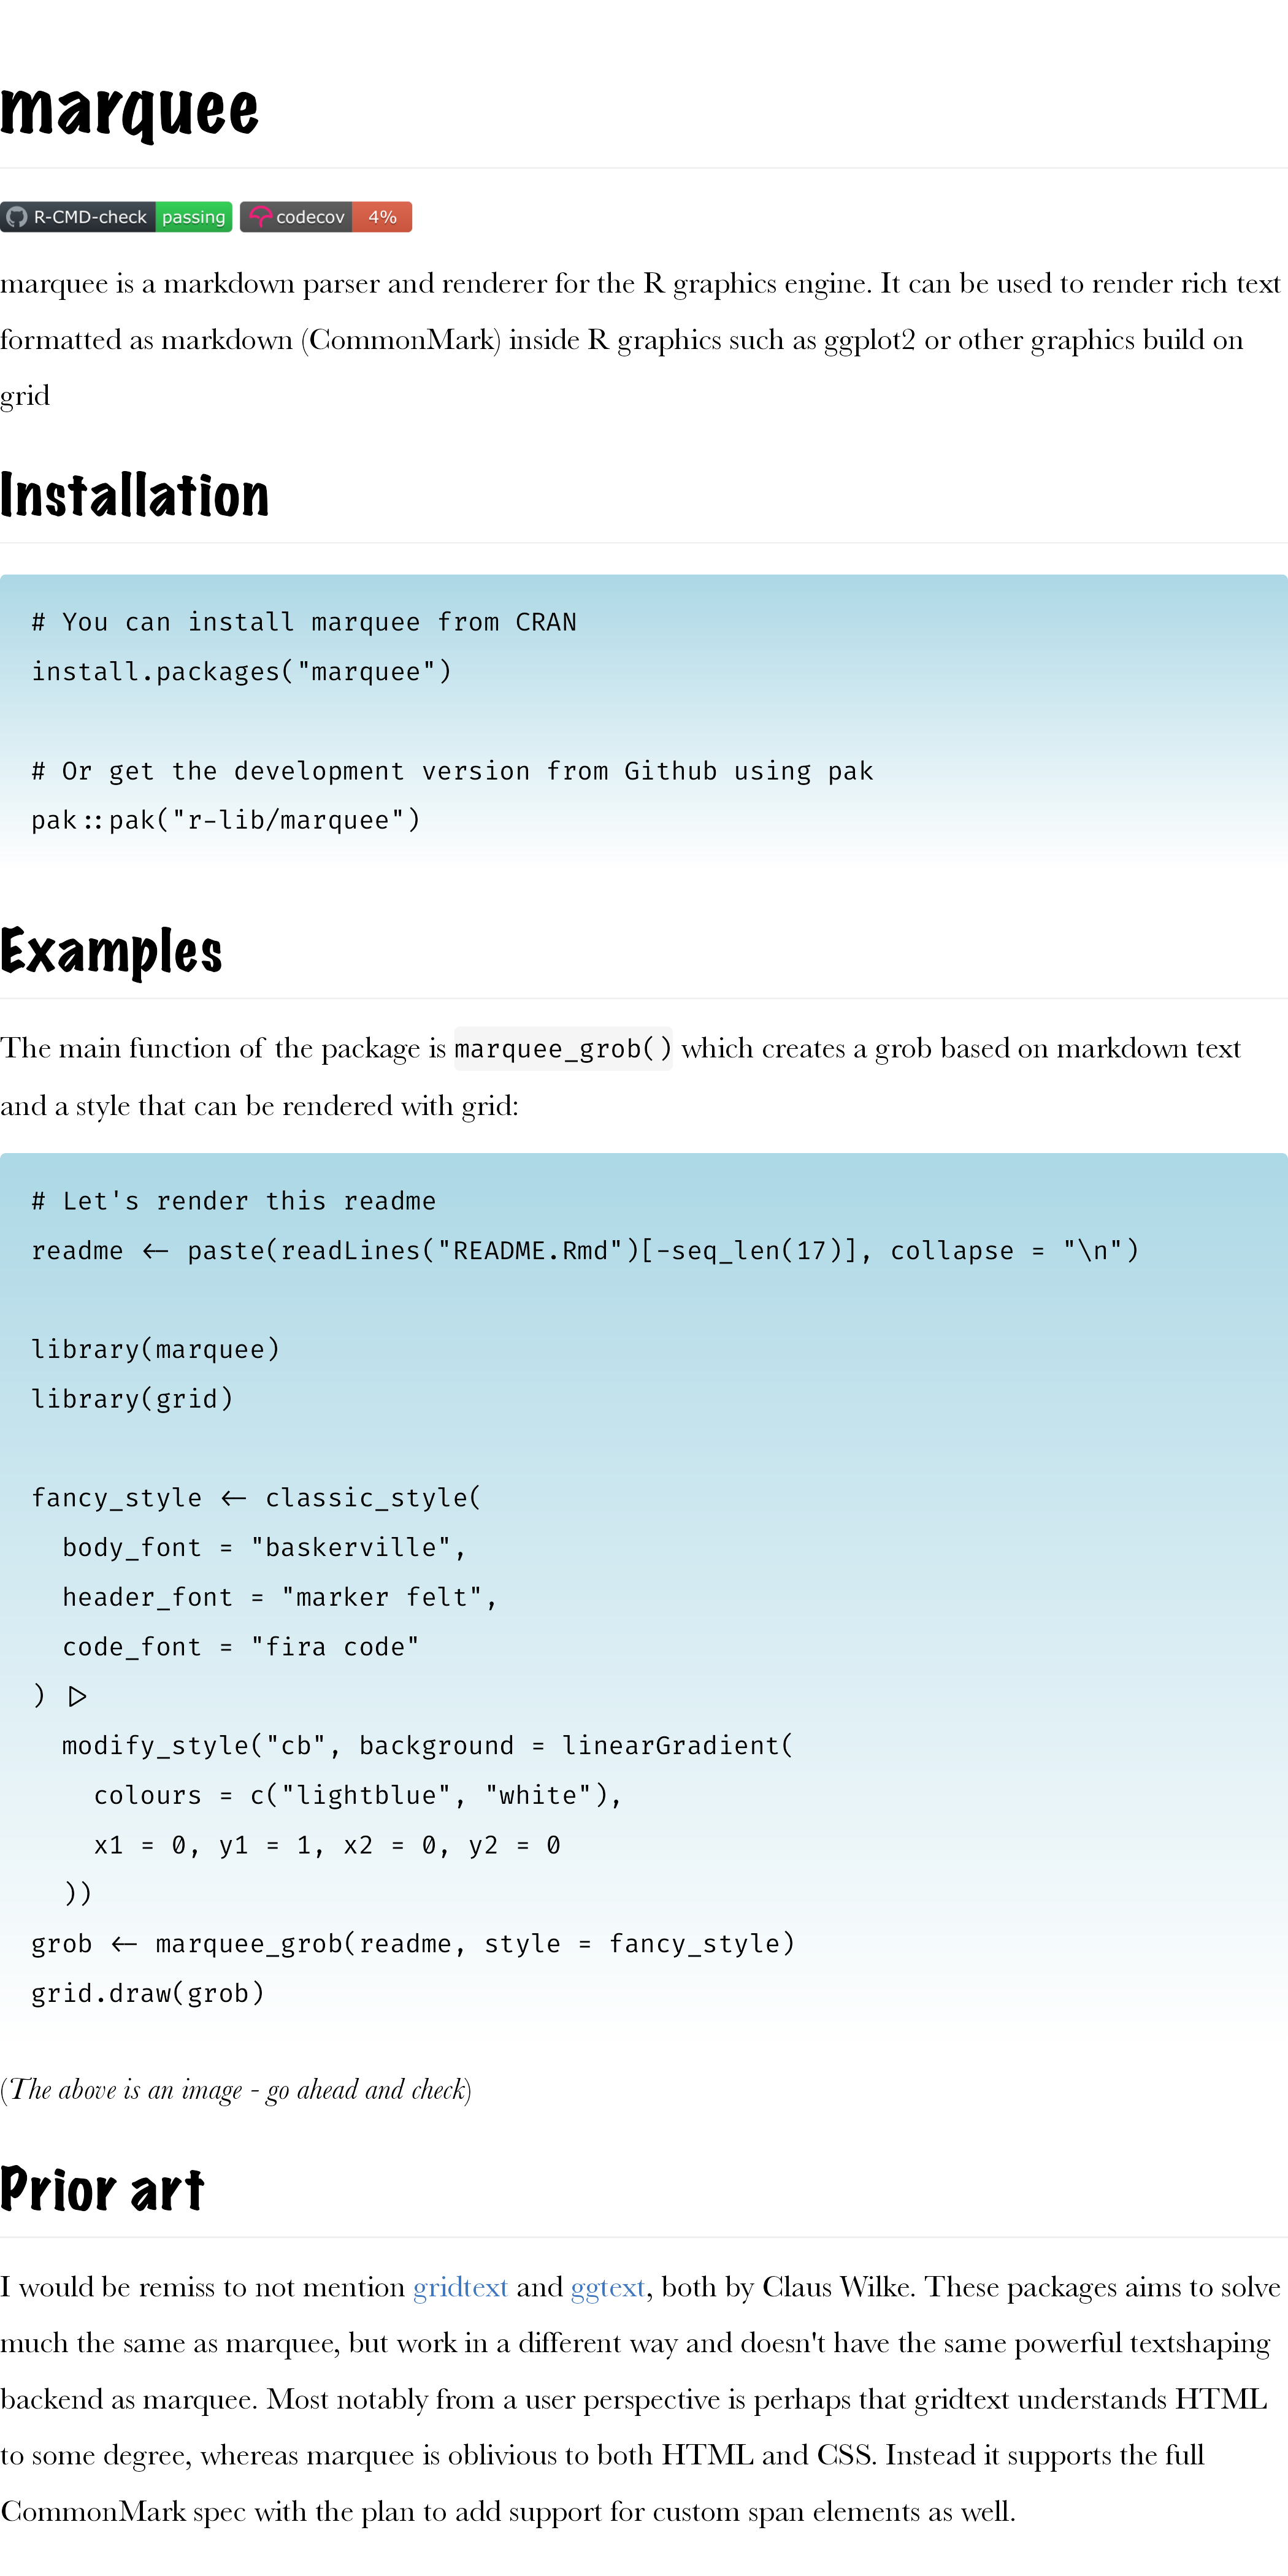 marquee
R-CMD-check passing codecov 4%
marquee is a markdown parser and renderer for the R graphics engine. It can be used to render rich text
formatted as markdown (CommonMark) inside R graphics such as ggplot2 or other graphics build on
grid
Installation
# You can install marquee from CRAN
install.packages("marquee")
# Or get the development version from Github using pak
pak::pak("r-lib/marquee")
Examples
The main function of the package is marquee_grob() which creates a grob based on markdown text
and a style that can be rendered with grid:
# Let's render this readme
readme <- paste(readLines("README.Rmd")[-seq_len(17)], collapse = "\n")
library(marquee)
library(grid)
fancy_style <- classic_style(
  body_font = "baskerville",
  header_font = "marker felt",
  code_font = "fira code"
) |>
  modify_style("cb", background = linearGradient(
    colours = c("lightblue", "white"),
    x1 = 0, y1 = 1, x2 = 0, y2 = 0
  ))
grob <- marquee_grob(readme, style = fancy_style)
grid.draw(grob)
(The above is an image - go ahead and check)
Prior art
I would be remiss to not mention gridtext and ggtext, both by Claus Wilke. These packages aims to solve
much the same as marquee, but work in a different way and doesn't have the same powerful textshaping
backend as marquee. Most notably from a user perspective is perhaps that gridtext understands HTML
to some degree, whereas marquee is oblivious to both HTML and CSS. Instead it supports the full
CommonMark spec with the plan to add support for custom span elements as well.